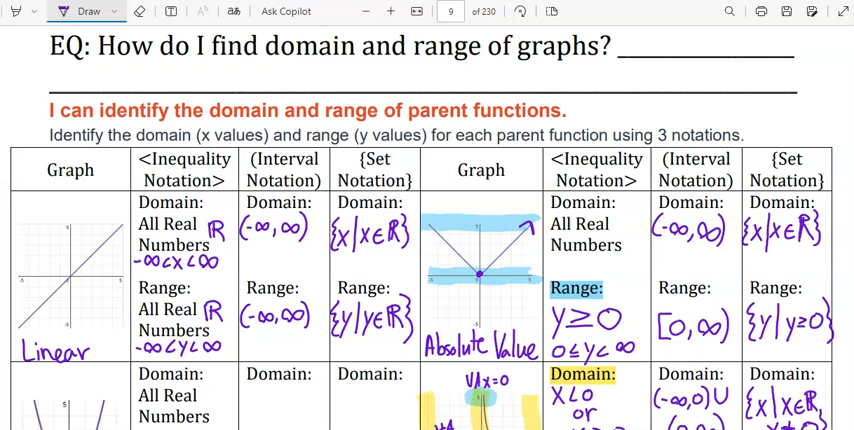 Draw
A
aあ
Ask Copilot
9
of 230
EQ: How do I find domain and range of graphs?
I can identify the domain and range of parent functions.
Identify the domain (x values) and range (y values) for each parent function using 3 notations.
Graph
<Inequality Notation>
(Interval Notation)
{Set Notation}
Graph
<Inequality Notation>
(Interval Notation)
{Set Notation}
Linear
Domain:
All Real ℝ
Numbers
-∞<x<∞
Range:
All Real ℝ
Numbers
-∞<y<∞
Domain:
(-∞,∞)
Range:
(-∞,∞)
Domain:
{x|x∈ℝ}
Range:
{y|y∈ℝ}
Absolute Value
Domain:
All Real
Numbers
Range:
y≥0
0≤y<∞
Domain:
(-∞,∞)
Range:
[0,∞)
Domain:
{x|x∈ℝ}
Range:
{y|y≥0}
Domain:
All Real
Numbers
Domain:
Domain:
VA x=0
Domain:
x<0
or
Domain:
(-∞,0)∪
Domain:
{x|x∈ℝ,